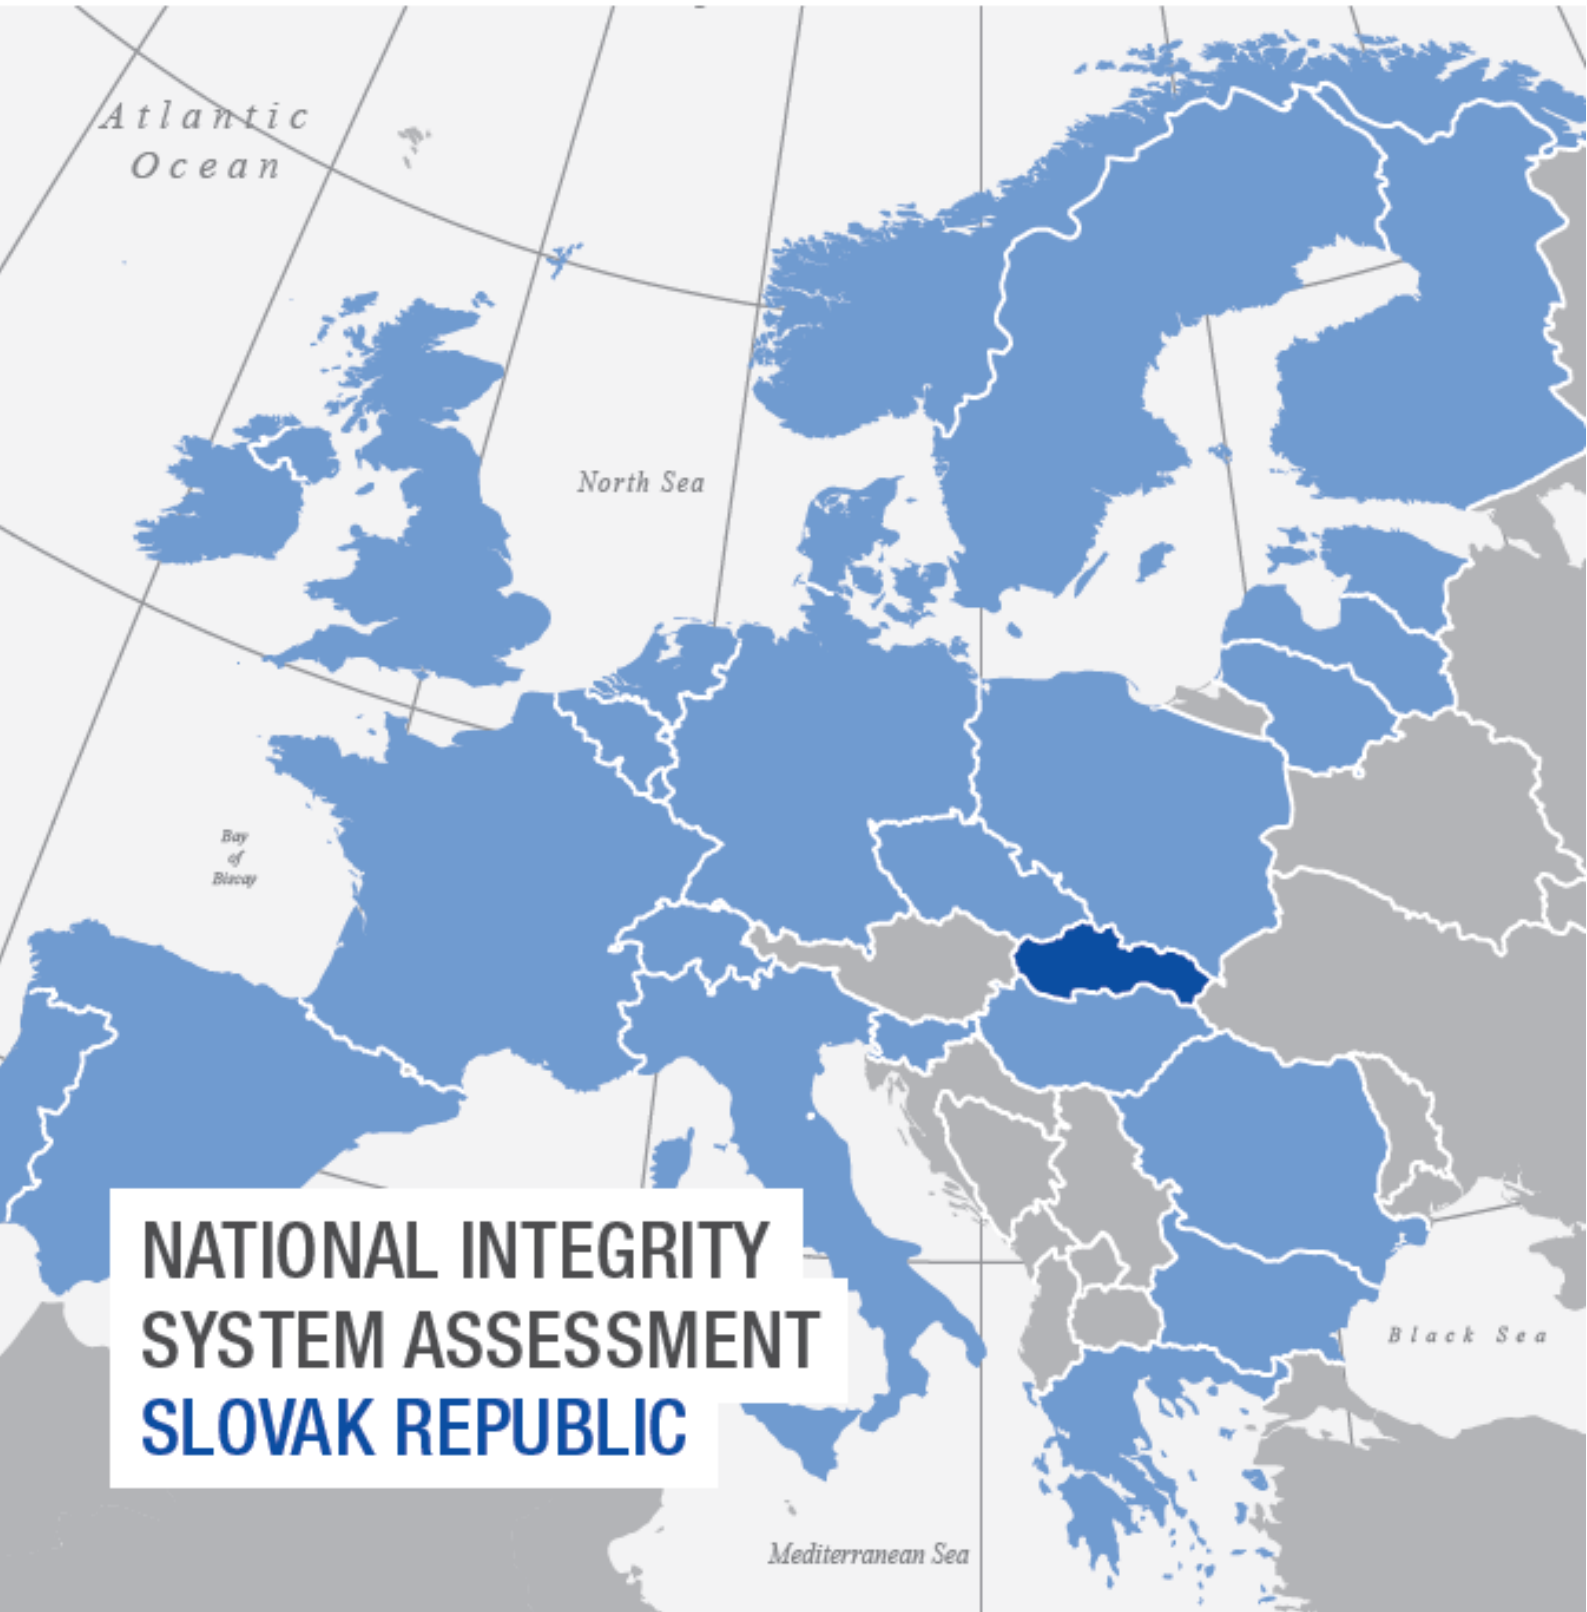 Atlantic
Ocean
North Sea
Bay
of
Biscay
NATIONAL INTEGRITY
SYSTEM ASSESSMENT
SLOVAK REPUBLIC
Black Sea
Mediterranean Sea